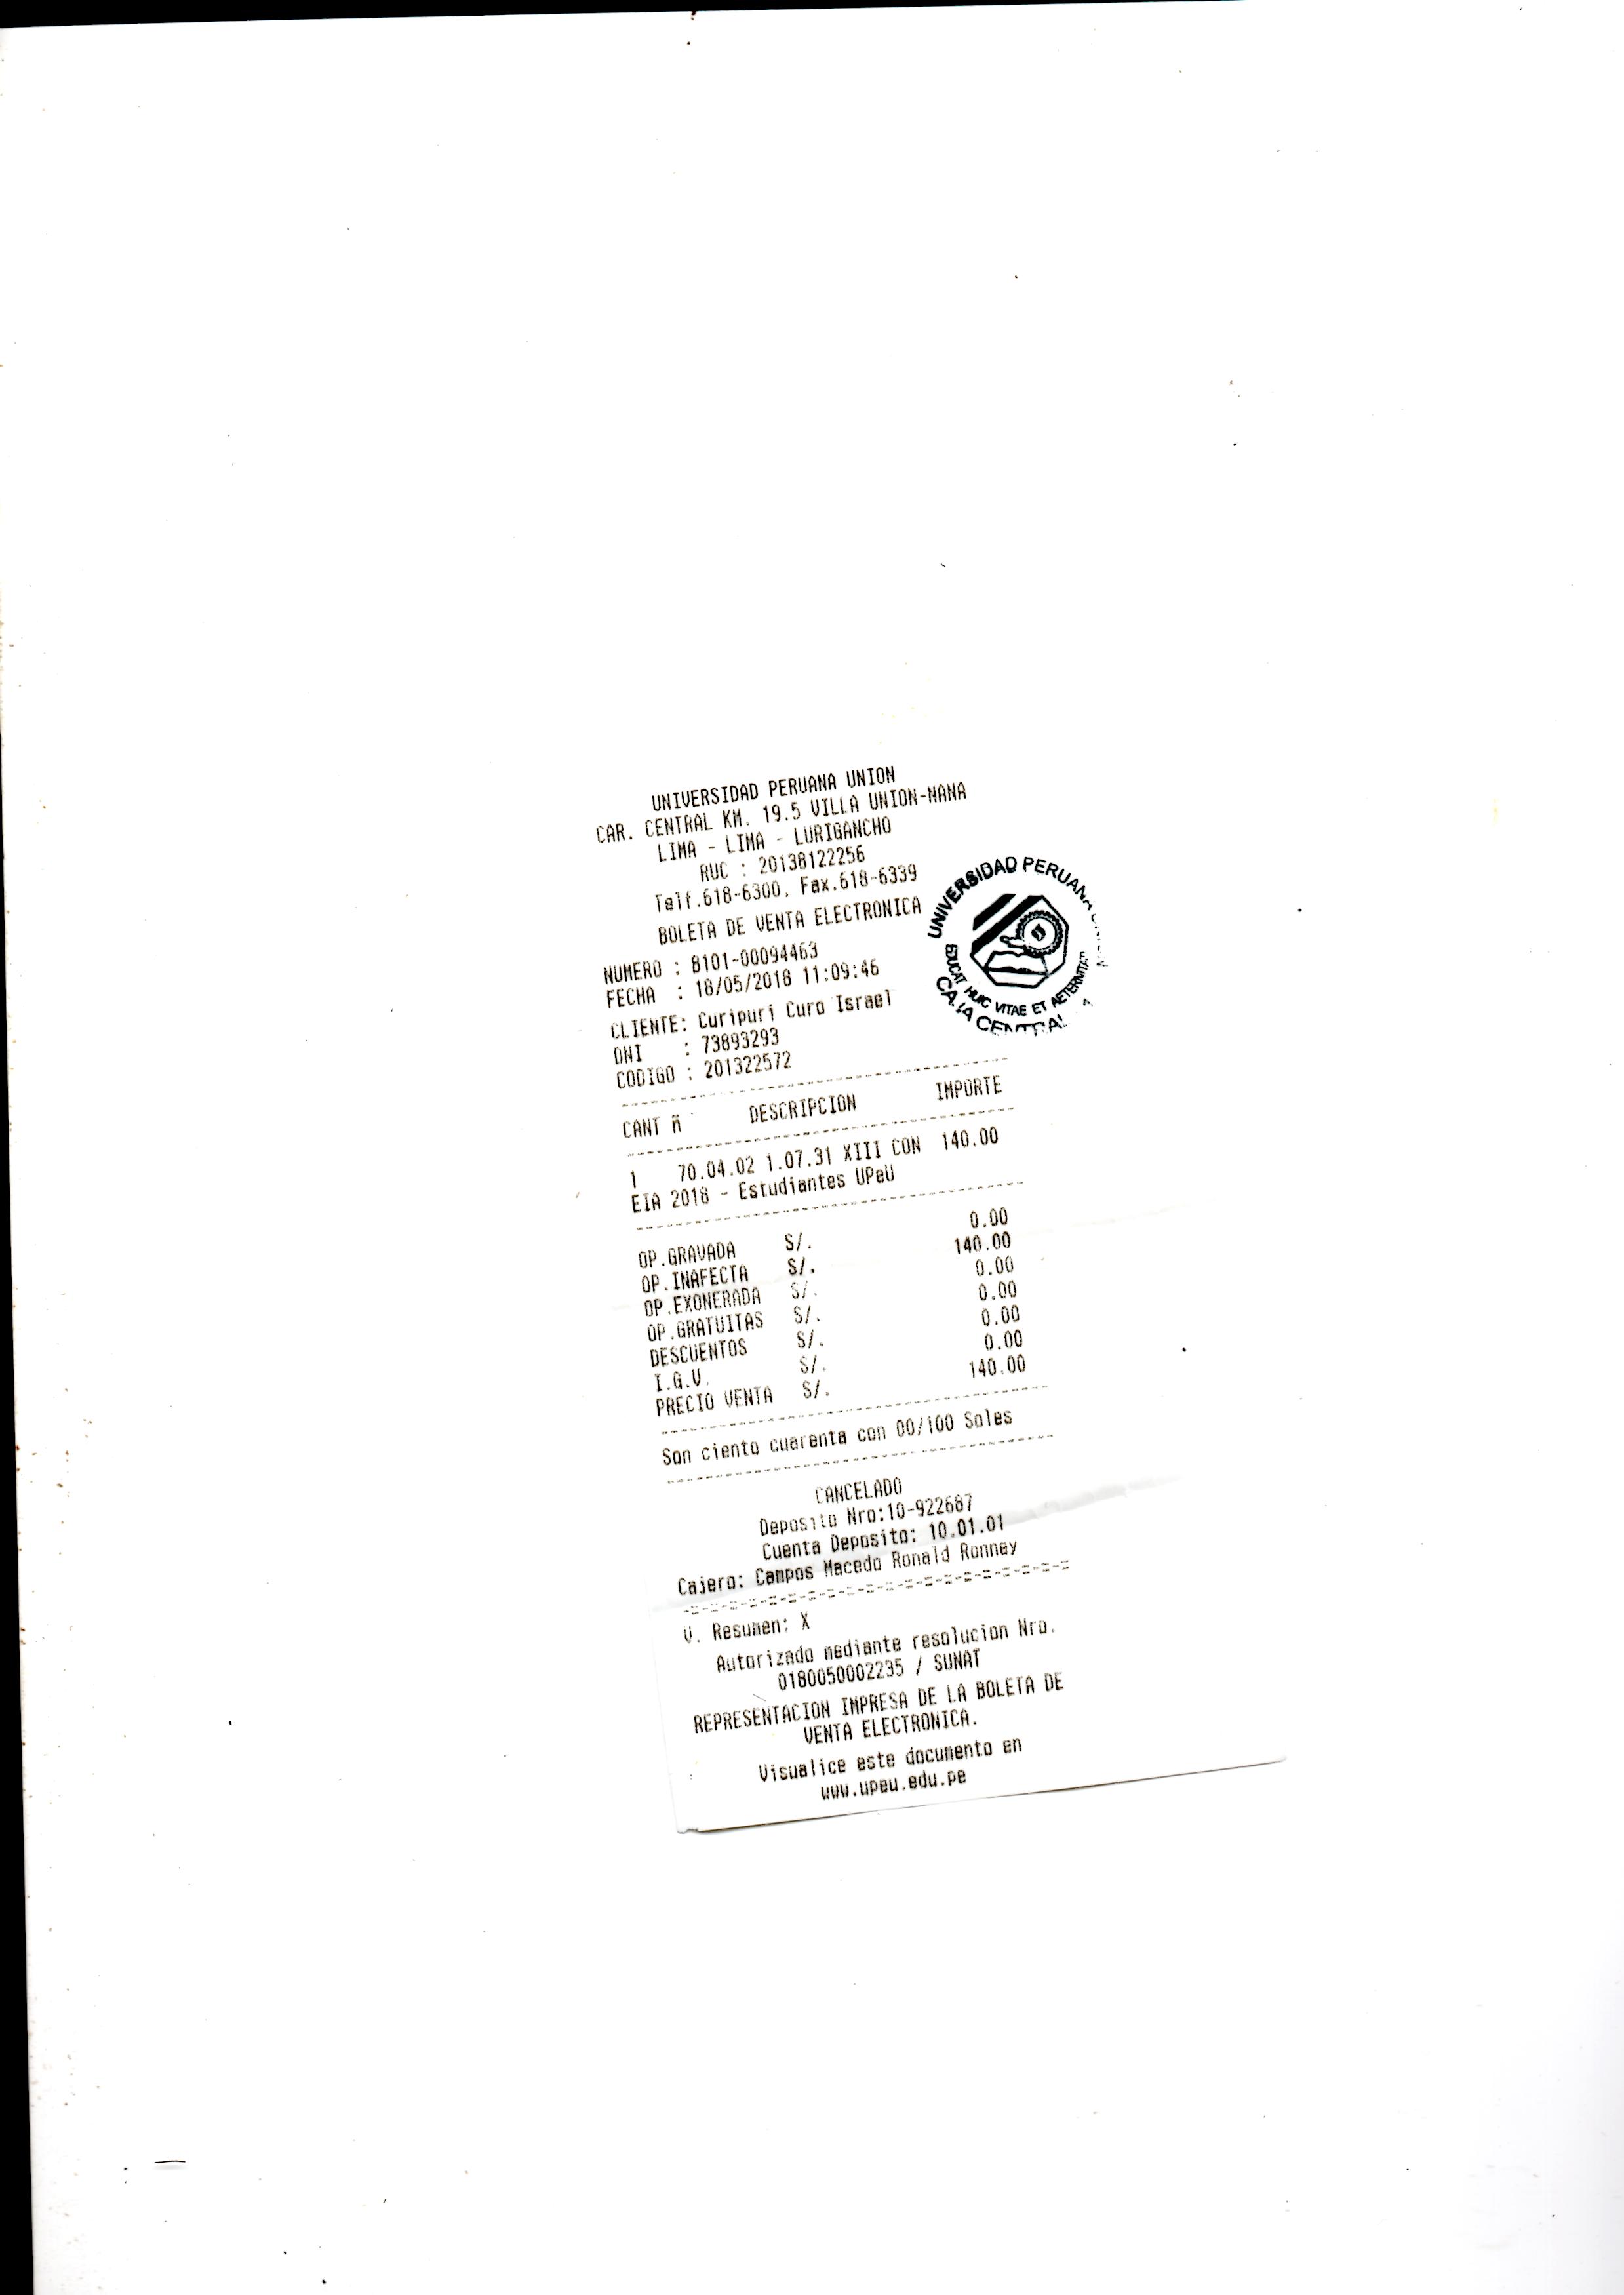 UNIVERSIDAD PERUANA UNION
CAR. CENTRAL KM. 19.5 VILLA UNION-NANA
LIMA - LIMA - LURIGANCHO
RUC : 20138122256
Telf.618-6300, Fax.618-6339
BOLETA DE VENTA ELECTRONICA
NUMERO : B101-00094463
FECHA : 18/05/2018 11:09:46
CLIENTE: Curipuri Curo Israel
DNI : 73893293
CODIGO : 201322572
UNIVERSIDAD PERUANA
EDUCAT HUIC VITAE ET AETERNITATI
CAJA CENTRAL
CANT ñ DESCRIPCION IMPORTE
1 70.04.02 1.07.31 XIII CON 140.00
EIA 2018 - Estudiantes UPeU
OP.GRAVADA S/. 0.00
OP.INAFECTA S/. 140.00
OP.EXONERADA S/. 0.00
OP.GRATUITAS S/. 0.00
DESCUENTOS S/. 0.00
I.G.V. S/. 0.00
PRECIO VENTA S/. 140.00
Son ciento cuarenta con 00/100 Soles
CANCELADO
Deposito Nro:10-922687
Cuenta Deposito: 10.01.01
Cajero: Campos Macedo Ronald Ronney
V. Resumen: X
Autorizado mediante resolucion Nro.
0180050002235 / SUNAT
REPRESENTACION IMPRESA DE LA BOLETA DE
VENTA ELECTRONICA.
Visualice este documento en
www.upeu.edu.pe